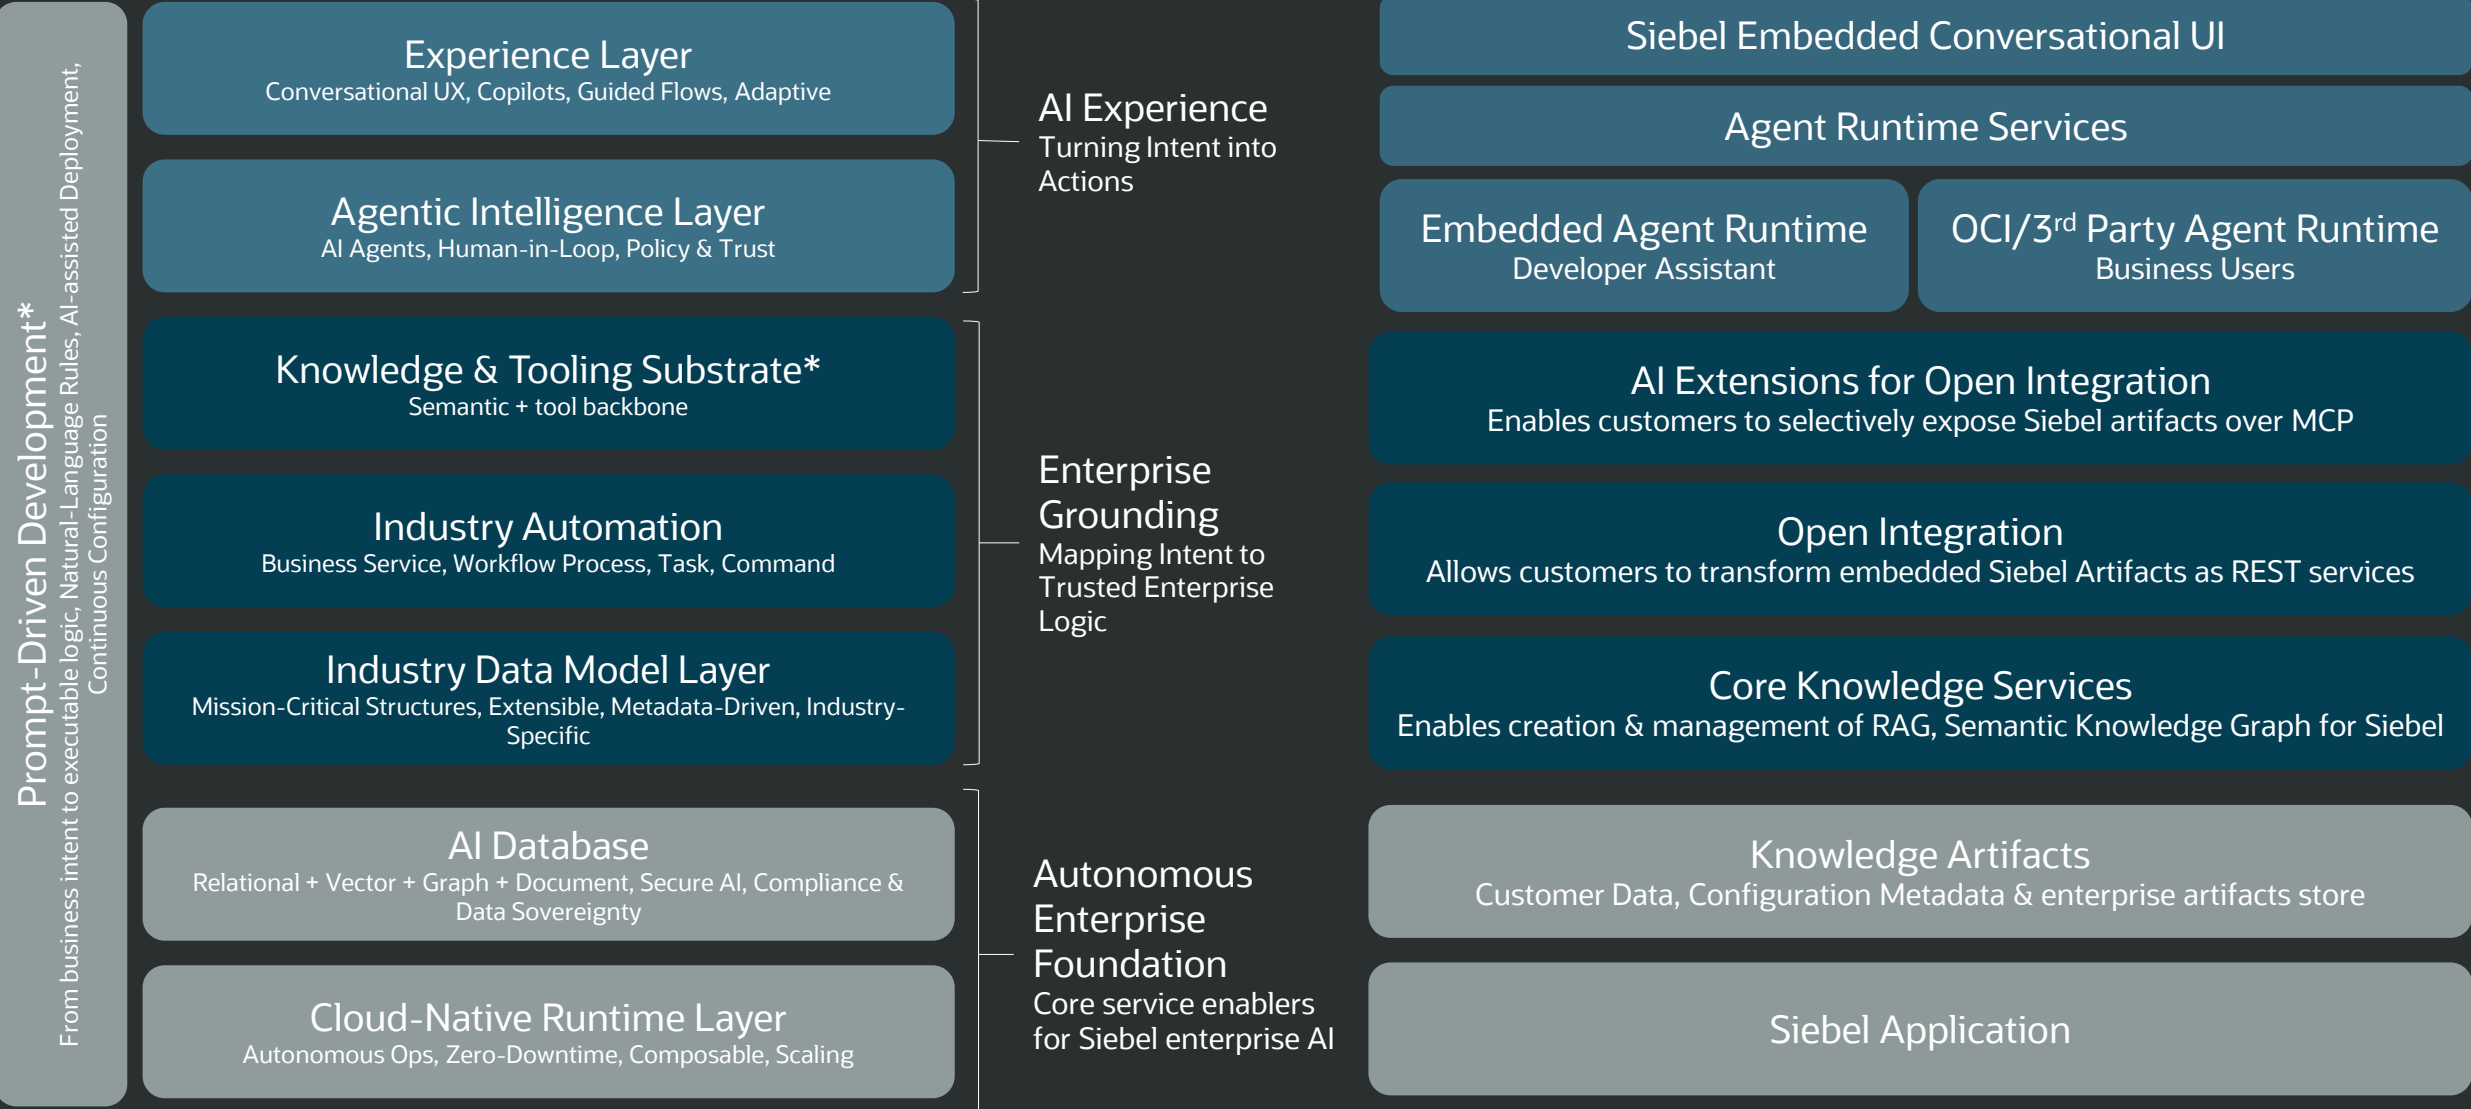 Prompt-Driven Development*
From business intent to executable logic, Natural-Language Rules, AI-assisted Deployment,
Continuous Configuration
Experience Layer
Conversational UX, Copilots, Guided Flows, Adaptive
Agentic Intelligence Layer
AI Agents, Human-in-Loop, Policy & Trust
Knowledge & Tooling Substrate*
Semantic + tool backbone
Industry Automation
Business Service, Workflow Process, Task, Command
Industry Data Model Layer
Mission-Critical Structures, Extensible, Metadata-Driven, Industry-
Specific
AI Database
Relational + Vector + Graph + Document, Secure AI, Compliance &
Data Sovereignty
Cloud-Native Runtime Layer
Autonomous Ops, Zero-Downtime, Composable, Scaling
AI Experience
Turning Intent into
Actions
Enterprise
Grounding
Mapping Intent to
Trusted Enterprise
Logic
Autonomous
Enterprise
Foundation
Core service enablers
for Siebel enterprise AI
Siebel Embedded Conversational UI
Agent Runtime Services
Embedded Agent Runtime
Developer Assistant
OCI/3rd Party Agent Runtime
Business Users
AI Extensions for Open Integration
Enables customers to selectively expose Siebel artifacts over MCP
Open Integration
Allows customers to transform embedded Siebel Artifacts as REST services
Core Knowledge Services
Enables creation & management of RAG, Semantic Knowledge Graph for Siebel
Knowledge Artifacts
Customer Data, Configuration Metadata & enterprise artifacts store
Siebel Application